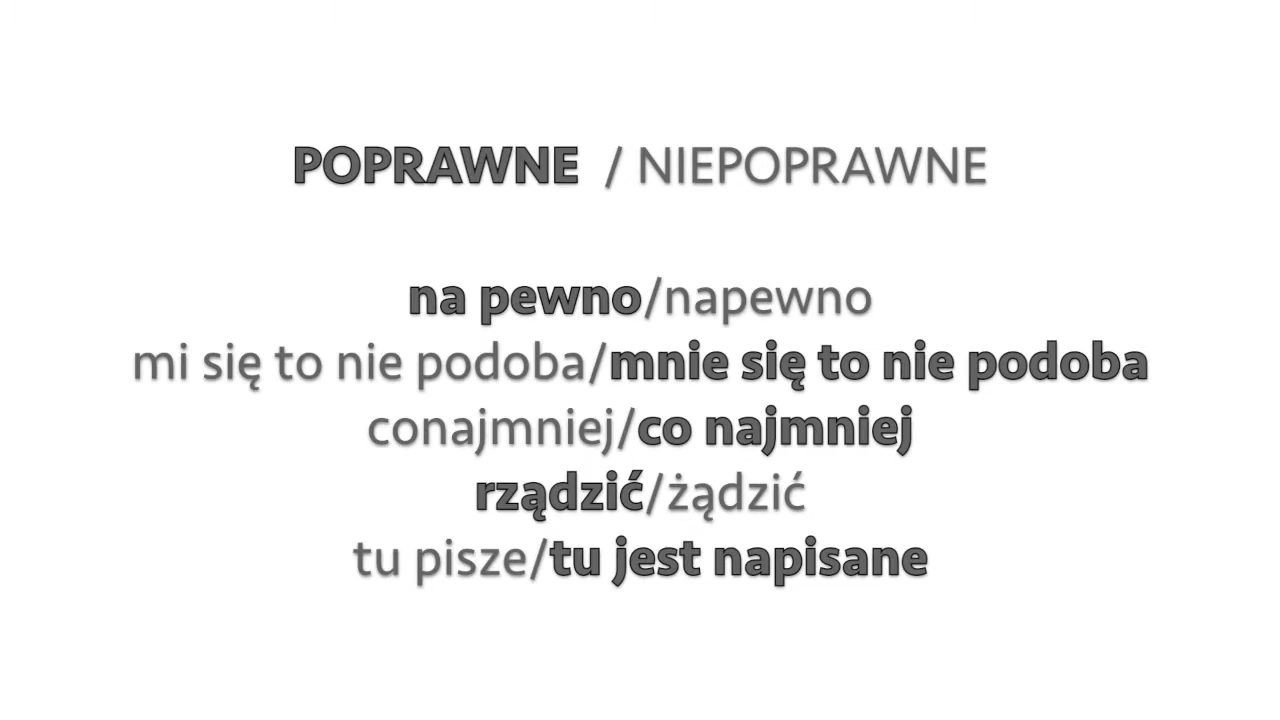 POPRAWNE / NIEPOPRAWNE
na pewno/napewno
mi się to nie podoba/mnie się to nie podoba
conajmniej/co najmniej
rządzić/żądzić
tu pisze/tu jest napisane